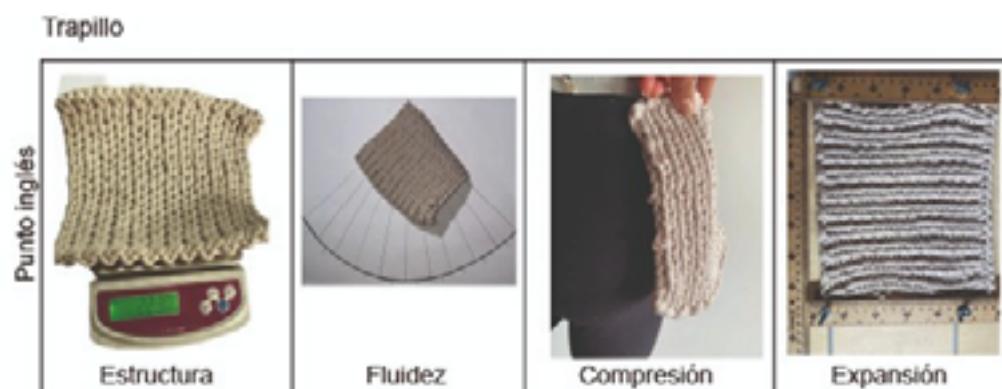 Trapillo
Punto inglés
Estructura
Fluidez
Compresión
Expansión